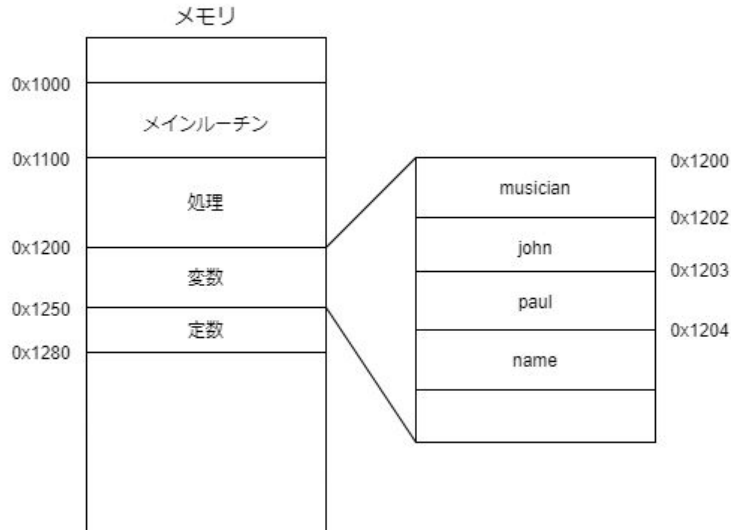 メモリ
0x1000
メインルーチン
0x1100
処理
0x1200
変数
0x1250
定数
0x1280
0x1200
musician
0x1202
john
0x1203
paul
0x1204
name